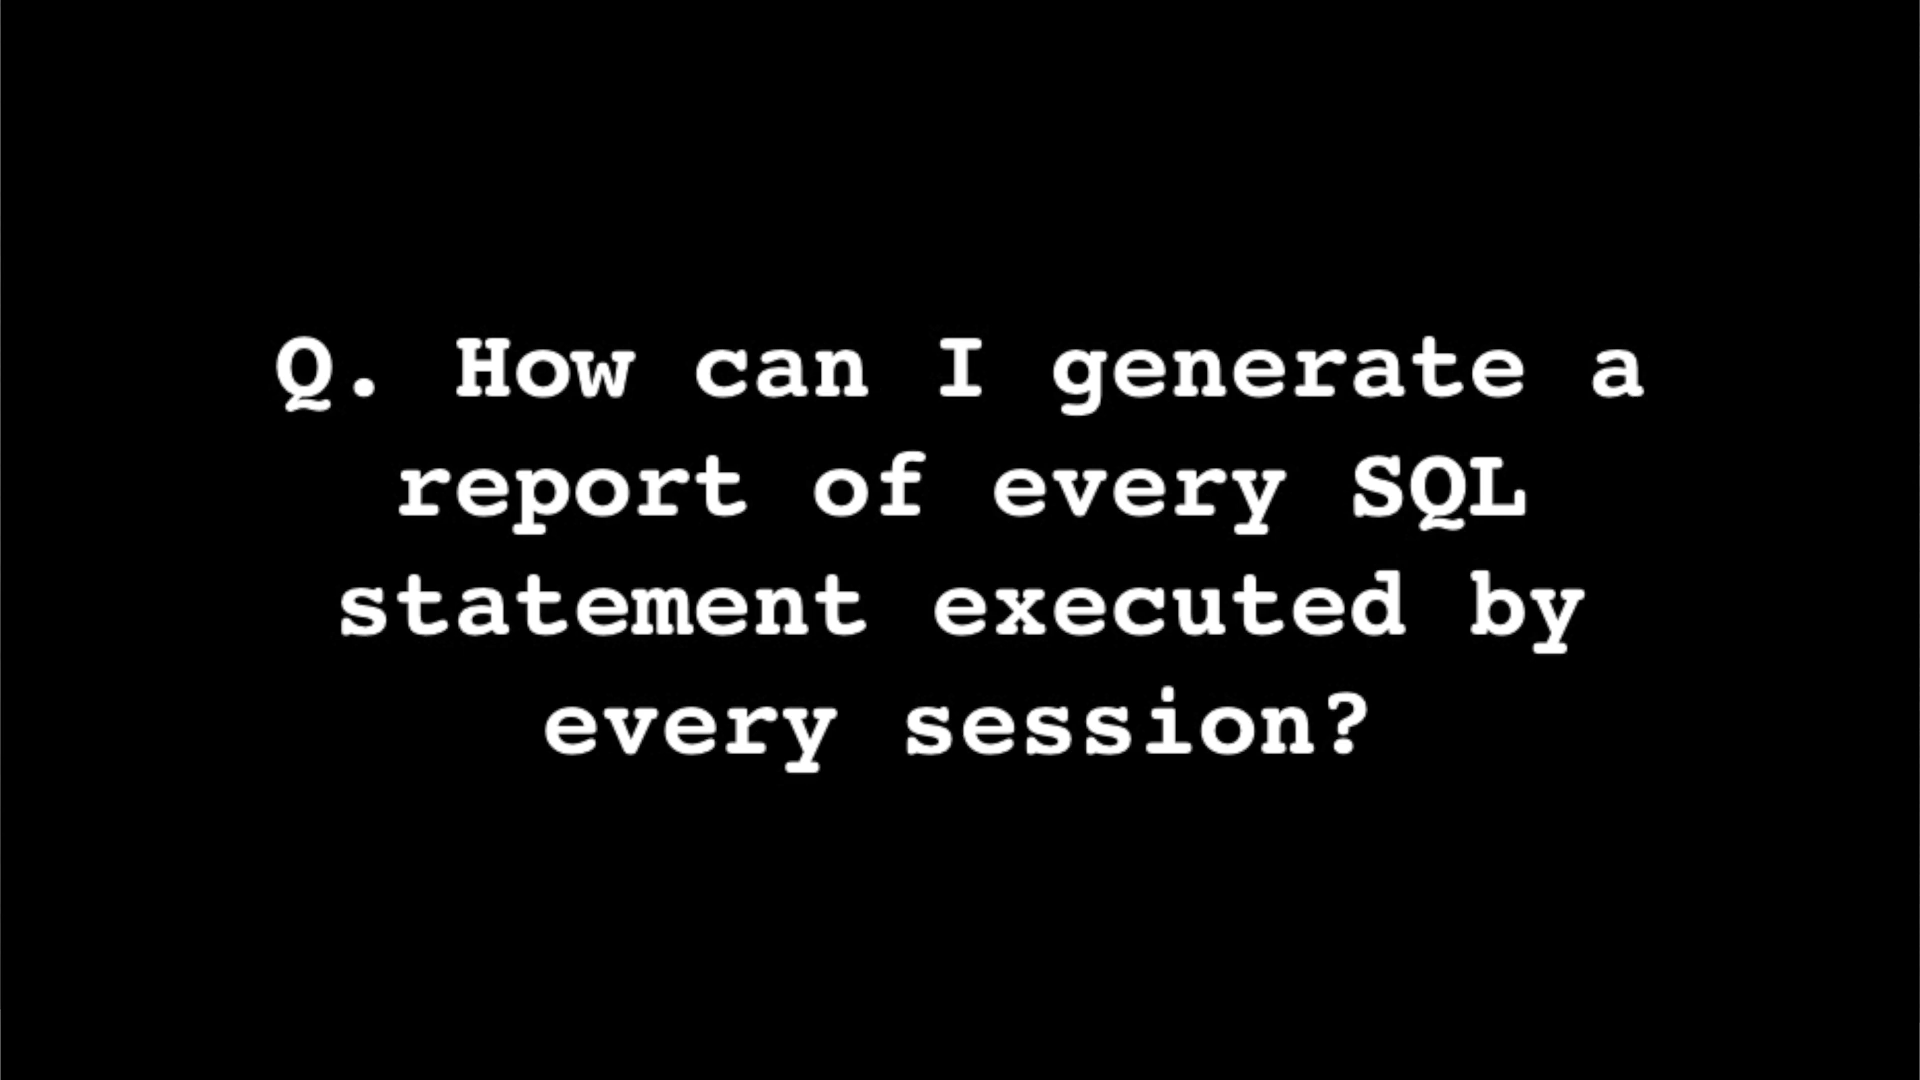 Q. How can I generate a
report of every SQL
statement executed by
every session?